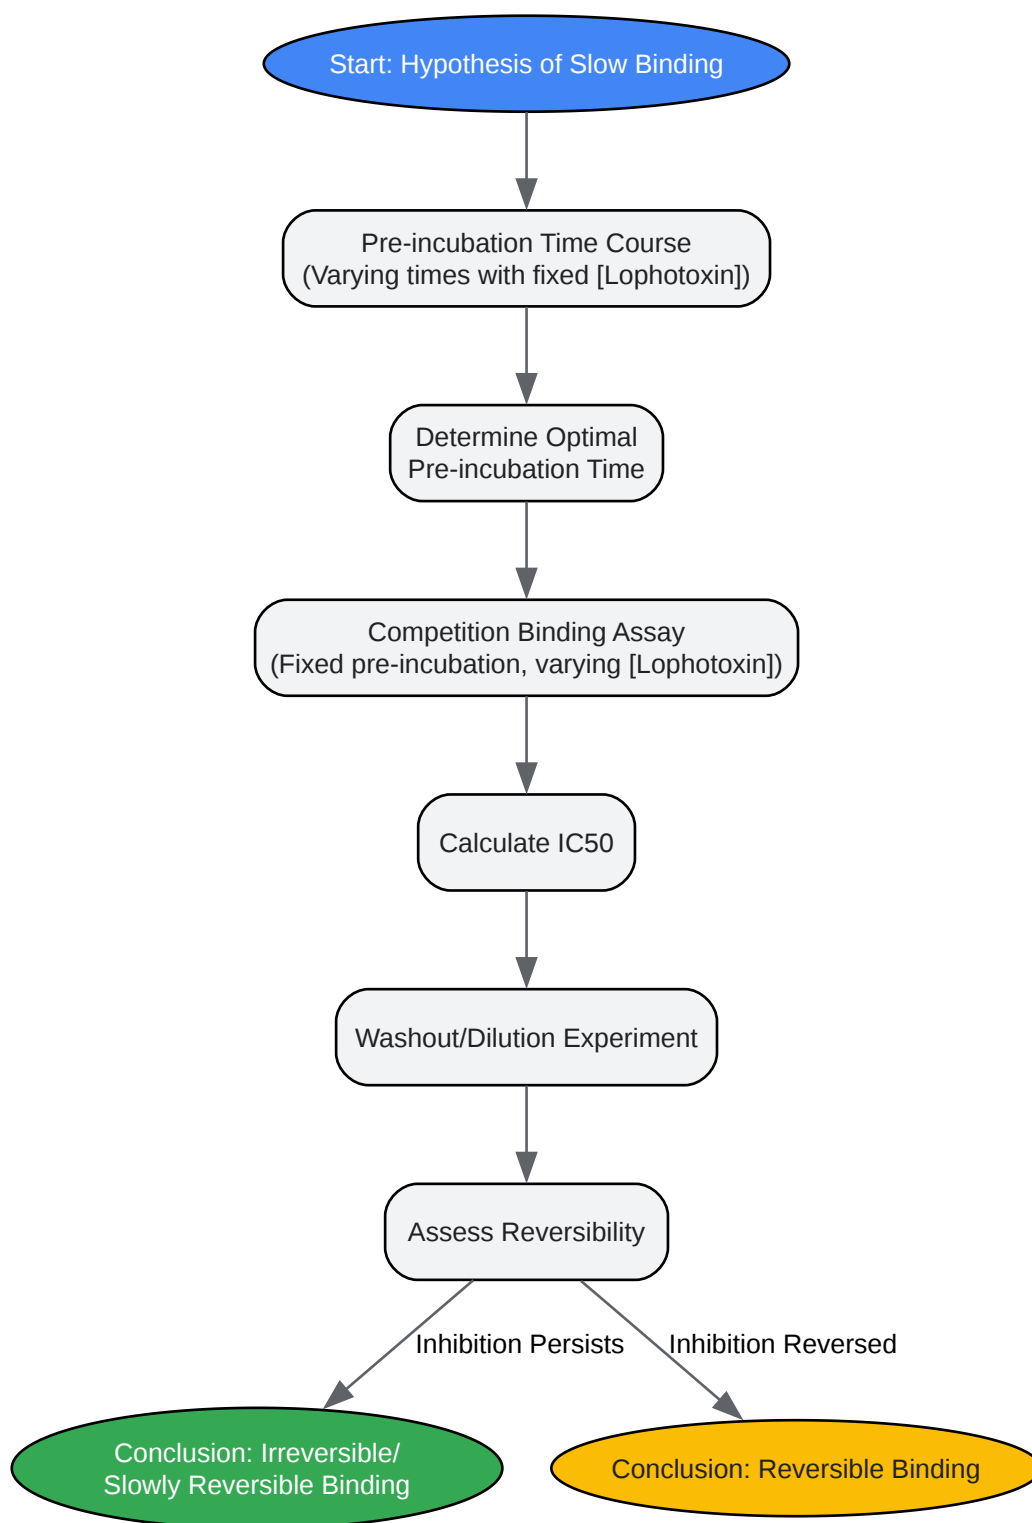 Start: Hypothesis of Slow Binding
Pre-incubation Time Course
(Varying times with fixed [Lophotoxin])
Determine Optimal
Pre-incubation Time
Competition Binding Assay
(Fixed pre-incubation, varying [Lophotoxin])
Calculate IC50
Washout/Dilution Experiment
Assess Reversibility
Inhibition Persists
Inhibition Reversed
Conclusion: Irreversible/
Slowly Reversible Binding
Conclusion: Reversible Binding